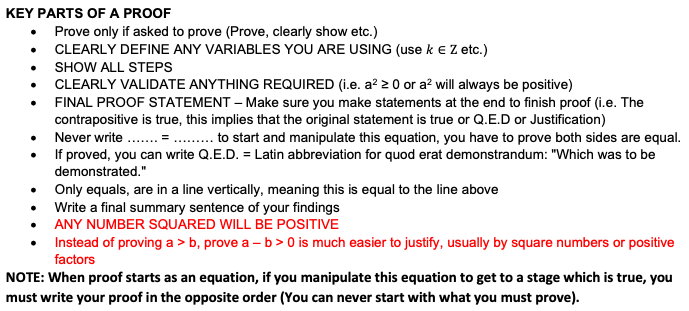 KEY PARTS OF A PROOF
• Prove only if asked to prove (Prove, clearly show etc.)
• CLEARLY DEFINE ANY VARIABLES YOU ARE USING (use k ∈ Z etc.)
• SHOW ALL STEPS
• CLEARLY VALIDATE ANYTHING REQUIRED (i.e. a² ≥ 0 or a² will always be positive)
• FINAL PROOF STATEMENT – Make sure you make statements at the end to finish proof (i.e. The
contrapositive is true, this implies that the original statement is true or Q.E.D or Justification)
• Never write ....... = ......... to start and manipulate this equation, you have to prove both sides are equal.
• If proved, you can write Q.E.D. = Latin abbreviation for quod erat demonstrandum: "Which was to be
demonstrated."
• Only equals, are in a line vertically, meaning this is equal to the line above
• Write a final summary sentence of your findings
• ANY NUMBER SQUARED WILL BE POSITIVE
• Instead of proving a > b, prove a – b > 0 is much easier to justify, usually by square numbers or positive
factors
NOTE: When proof starts as an equation, if you manipulate this equation to get to a stage which is true, you
must write your proof in the opposite order (You can never start with what you must prove).